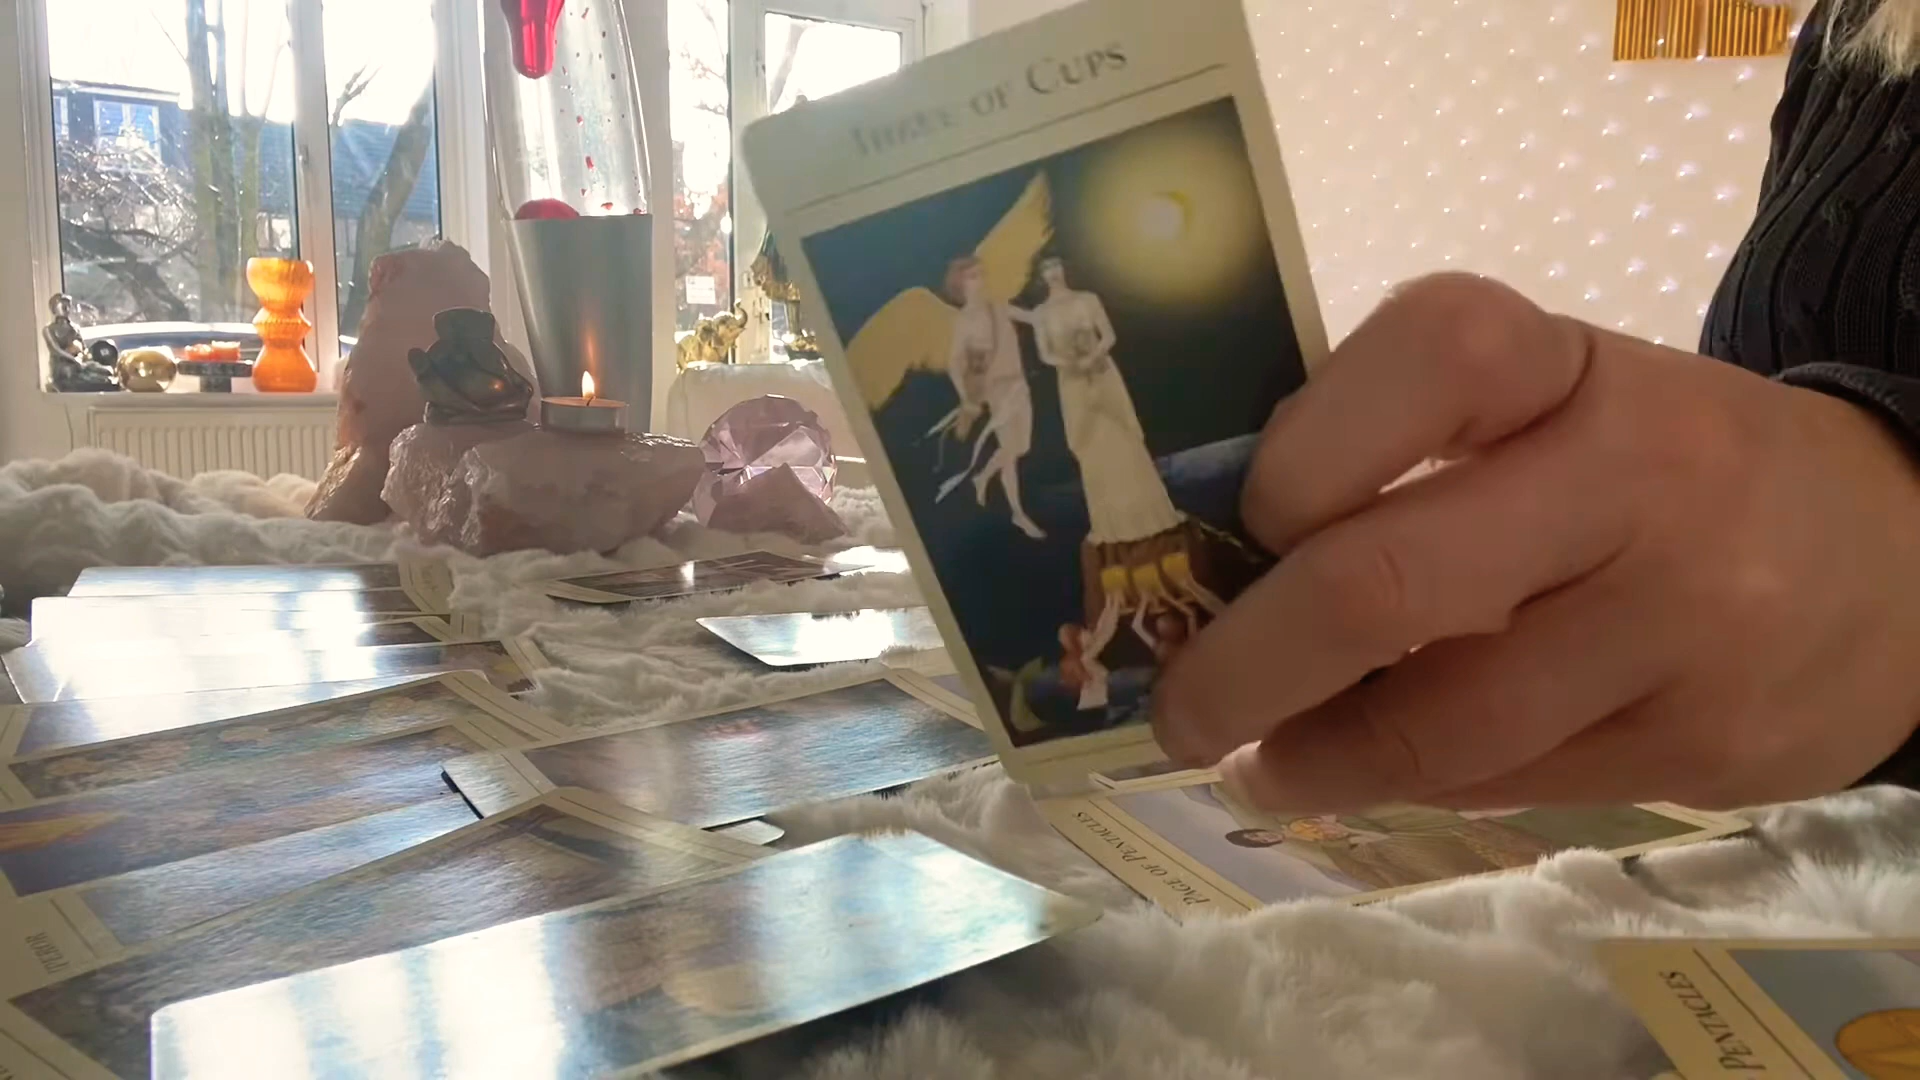 THREE OF CUPS
PAGE OF PENTACLES
PENTACLES